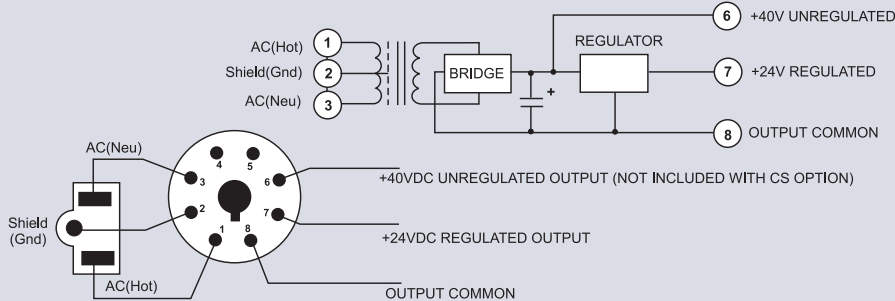 6 +40V UNREGULATED
AC(Hot) 1
REGULATOR
Shield(Gnd) 2
BRIDGE
7 +24V REGULATED
+
AC(Neu) 3
8 OUTPUT COMMON
AC(Neu)
4 5
3 6
+40VDC UNREGULATED OUTPUT (NOT INCLUDED WITH CS OPTION)
Shield
(Gnd)
2 7
1 8
+24VDC REGULATED OUTPUT
AC(Hot)
OUTPUT COMMON